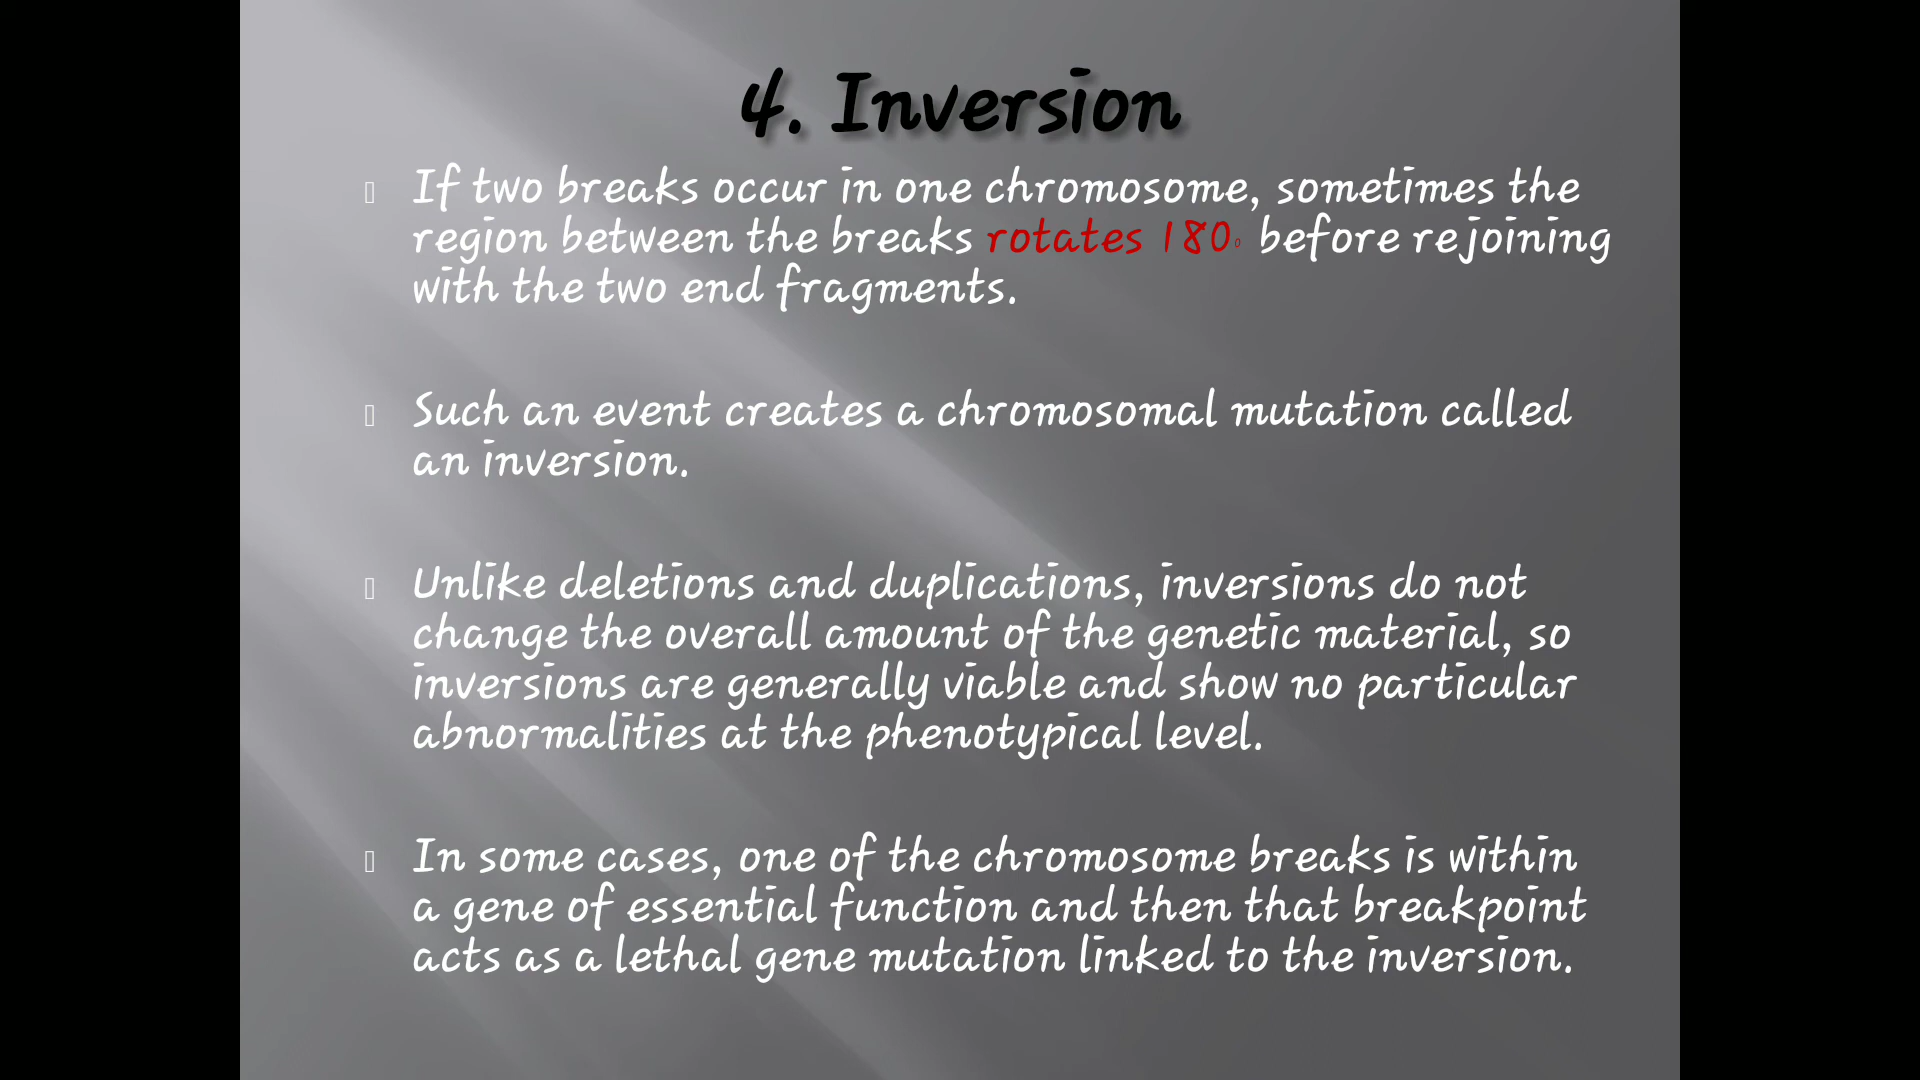 4. Inversion
If two breaks occur in one chromosome, sometimes the
region between the breaks rotates 180° before rejoining
with the two end fragments.
Such an event creates a chromosomal mutation called
an inversion.
Unlike deletions and duplications, inversions do not
change the overall amount of the genetic material, so
inversions are generally viable and show no particular
abnormalities at the phenotypical level.
In some cases, one of the chromosome breaks is within
a gene of essential function and then that breakpoint
acts as a lethal gene mutation linked to the inversion.